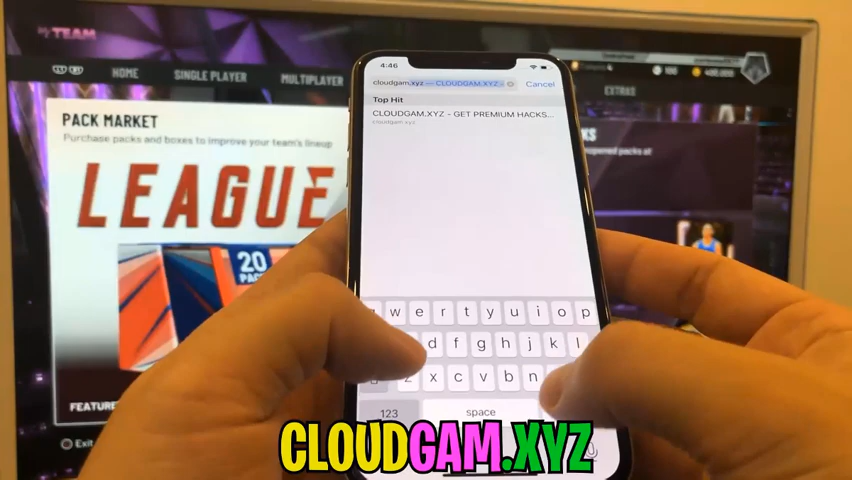 TEAM
HOME
SINGLE PLAYER
MULTIPLAYER
EXTRAS
PACK MARKET
Purchase packs and boxes to improve your team's lineup
LEAGUE
20
FEATURE
Exit
4:46
cloudgam.xyz — CLOUDGAM.XYZ -
Cancel
Top Hit
CLOUDGAM.XYZ - GET PREMIUM HACKS...
cloudgam.xyz
w e r t y u i o p
d f g h j k l
z x c v b n
123
space
CLOUDGAM.XYZ